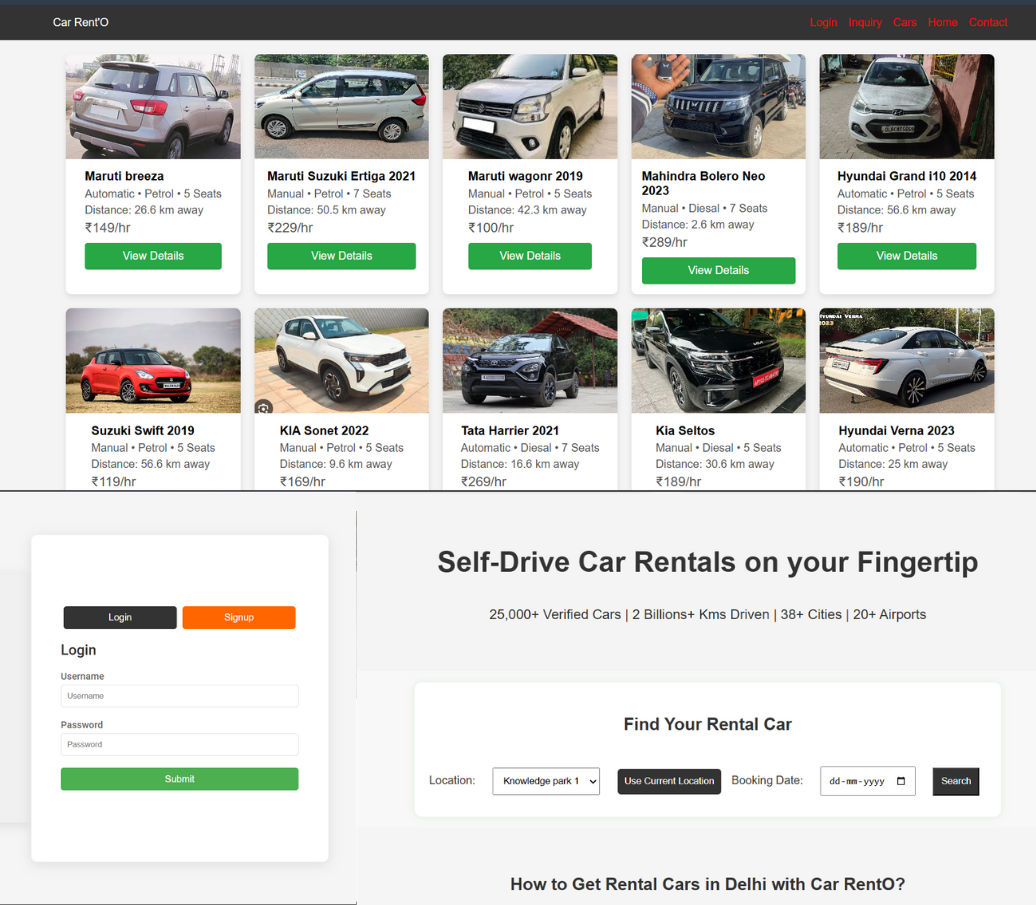 Car Rent'O
Login Inquiry Cars Home Contact
Maruti breeza
Automatic • Petrol • 5 Seats
Distance: 26.6 km away
₹149/hr
View Details
Maruti Suzuki Ertiga 2021
Manual • Petrol • 7 Seats
Distance: 50.5 km away
₹229/hr
View Details
Maruti wagonr 2019
Manual • Petrol • 5 Seats
Distance: 42.3 km away
₹100/hr
View Details
Mahindra Bolero Neo
2023
Manual • Diesal • 7 Seats
Distance: 2.6 km away
₹289/hr
View Details
Hyundai Grand i10 2014
Automatic • Petrol • 5 Seats
Distance: 56.6 km away
₹189/hr
View Details
Suzuki Swift 2019
Manual • Petrol • 5 Seats
Distance: 56.6 km away
₹119/hr
KIA Sonet 2022
Manual • Petrol • 5 Seats
Distance: 9.6 km away
₹169/hr
Tata Harrier 2021
Automatic • Diesal • 7 Seats
Distance: 16.6 km away
₹269/hr
Kia Seltos
Manual • Diesal • 5 Seats
Distance: 30.6 km away
₹189/hr
HYUNDAI VERNA
2023
Hyundai Verna 2023
Automatic • Petrol • 5 Seats
Distance: 25 km away
₹190/hr
Login
Signup
Login
Username
Username
Password
Password
Submit
Self-Drive Car Rentals on your Fingertip
25,000+ Verified Cars | 2 Billions+ Kms Driven | 38+ Cities | 20+ Airports
Find Your Rental Car
Location: Knowledge park 1 Use Current Location Booking Date: dd-mm-yyyy Search
How to Get Rental Cars in Delhi with Car RentO?